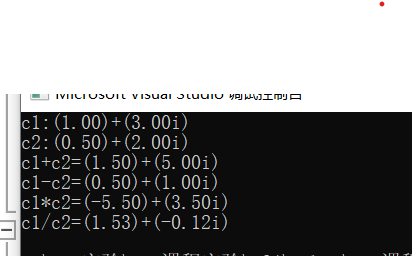 Microsoft Visual Studio 调试控制台
c1:(1.00)+(3.00i)
c2:(0.50)+(2.00i)
c1+c2=(1.50)+(5.00i)
c1-c2=(0.50)+(1.00i)
c1*c2=(-5.50)+(3.50i)
c1/c2=(1.53)+(-0.12i)